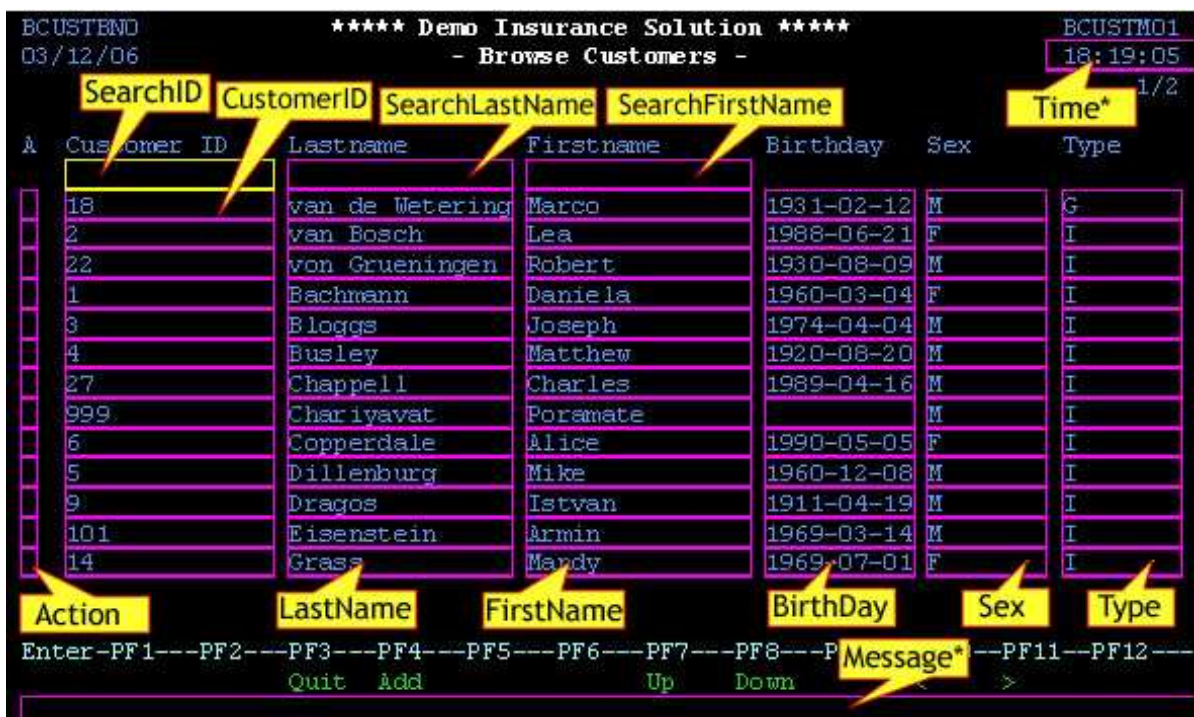 BCUSTBNO ***** Demo Insurance Solution ***** BCUSTM01
03/12/06 - Browse Customers - 18:19:05
1/2
SearchID CustomerID SearchLastName SearchFirstName Time*
A Customer ID Lastname Firstname Birthday Sex Type
18 van de Wetering Marco 1931-02-12 M G
2 van Bosch Lea 1988-06-21 F I
22 von Grueningen Robert 1930-08-09 M I
1 Bachmann Daniela 1960-03-04 F I
3 Bloggs Joseph 1974-04-04 M I
4 Busley Matthew 1920-08-20 M I
27 Chappell Charles 1989-04-16 M I
999 Chariyavat Poramate M I
6 Copperdale Alice 1990-05-05 F I
5 Dillenburg Mike 1960-12-08 M I
9 Dragos Istvan 1911-04-19 M I
101 Eisenstein Armin 1969-03-14 M I
14 Grass Mandy 1969-07-01 F I
Action LastName FirstName BirthDay Sex Type
Enter-PF1---PF2---PF3---PF4---PF5---PF6---PF7---PF8---P Message* --PF11--PF12---
Quit Add Up Down < >